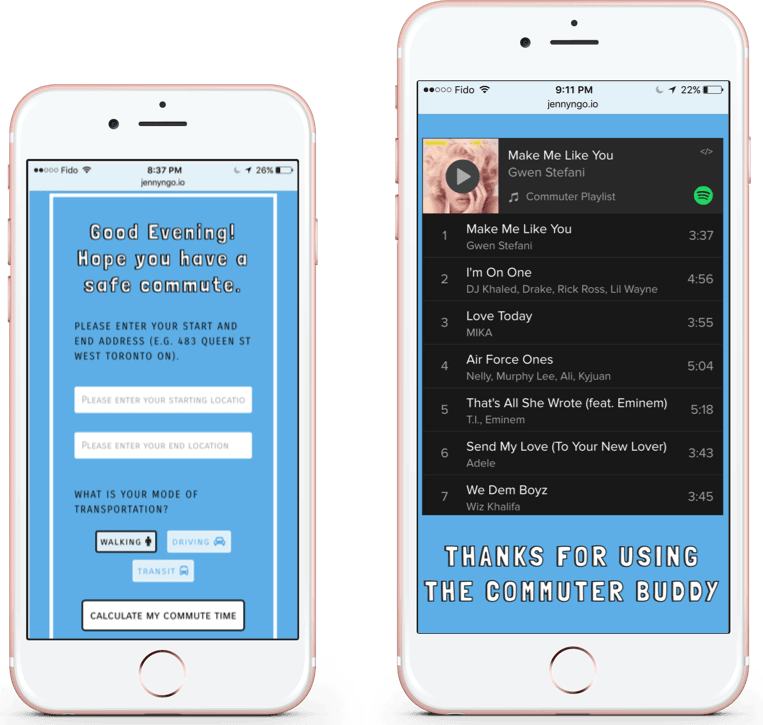 Fido 8:37 PM 26%
jennyngo.io
Good Evening!
Hope you have a
safe commute.
PLEASE ENTER YOUR START AND
END ADDRESS (E.G. 483 QUEEN ST
WEST TORONTO ON).
PLEASE ENTER YOUR STARTING LOCATIO
PLEASE ENTER YOUR END LOCATION
WHAT IS YOUR MODE OF
TRANSPORTATION?
WALKING DRIVING
TRANSIT
CALCULATE MY COMMUTE TIME
Fido 9:11 PM 22%
jennyngo.io
Make Me Like You </>
Gwen Stefani
Commuter Playlist
1 Make Me Like You 3:37
Gwen Stefani
2 I'm On One 4:56
DJ Khaled, Drake, Rick Ross, Lil Wayne
3 Love Today 3:55
MIKA
4 Air Force Ones 5:04
Nelly, Murphy Lee, Ali, Kyjuan
5 That's All She Wrote (feat. Eminem) 5:18
T.I., Eminem
6 Send My Love (To Your New Lover) 3:43
Adele
7 We Dem Boyz 3:45
Wiz Khalifa
THANKS FOR USING
THE COMMUTER BUDDY